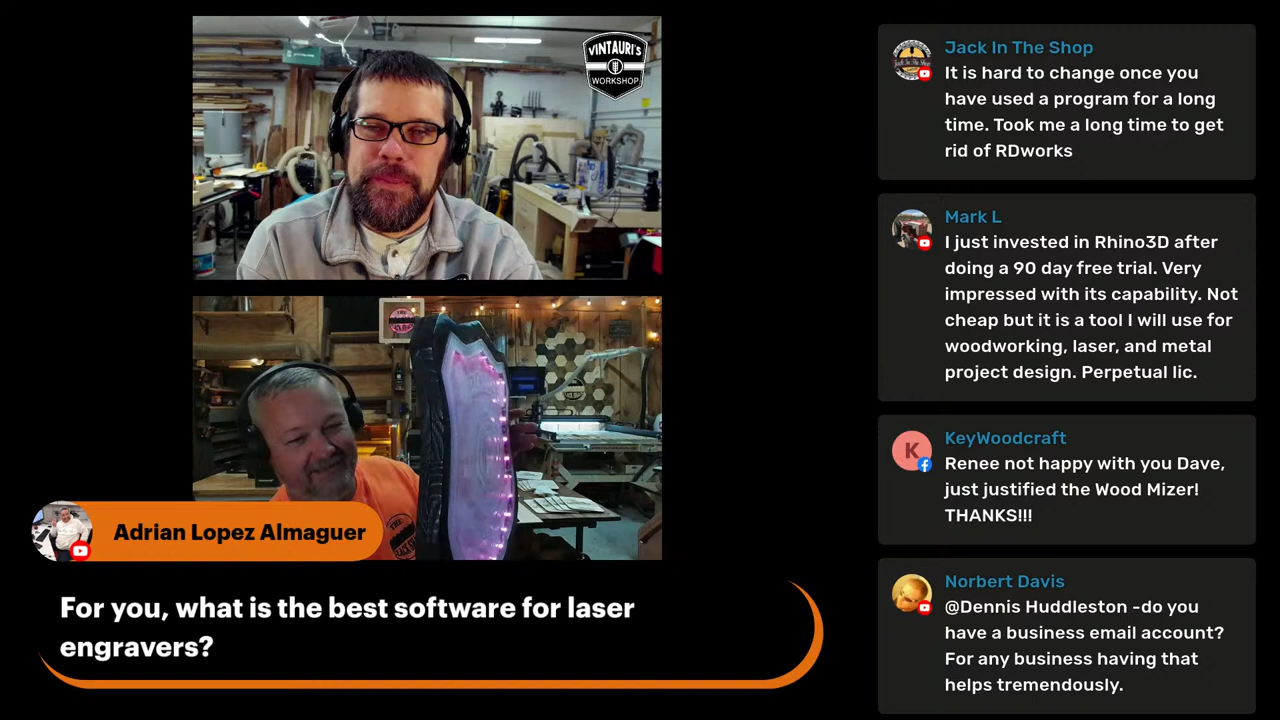 VINTAURI'S
WORKSHOP
Adrian Lopez Almaguer
For you, what is the best software for laser
engravers?
Jack In The Shop
It is hard to change once you
have used a program for a long
time. Took me a long time to get
rid of RDworks
Mark L
I just invested in Rhino3D after
doing a 90 day free trial. Very
impressed with its capability. Not
cheap but it is a tool I will use for
woodworking, laser, and metal
project design. Perpetual lic.
K
KeyWoodcraft
Renee not happy with you Dave,
just justified the Wood Mizer!
THANKS!!!
Norbert Davis
@Dennis Huddleston -do you
have a business email account?
For any business having that
helps tremendously.